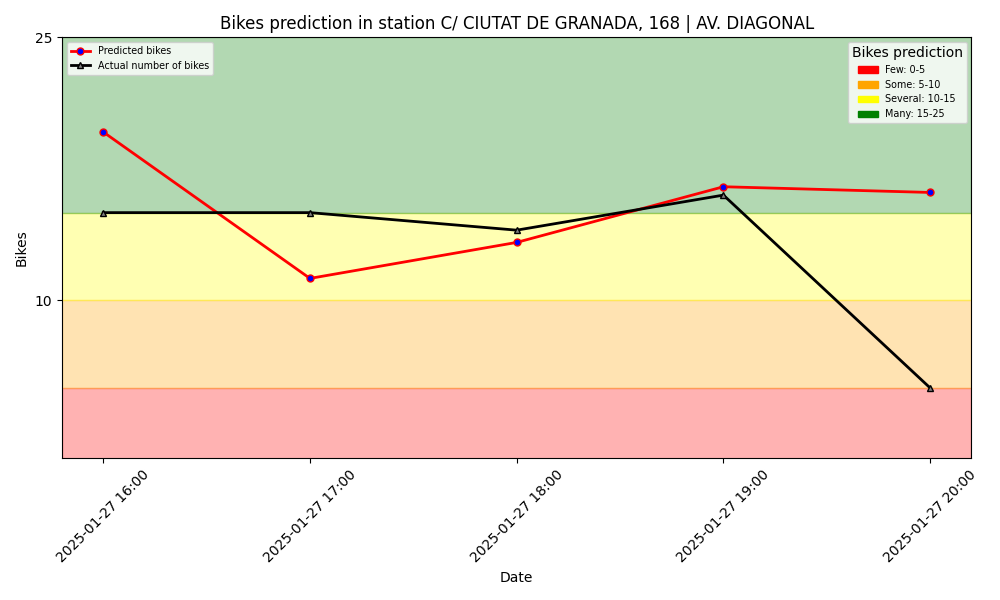 Bikes prediction in station C/ CIUTAT DE GRANADA, 168 | AV. DIAGONAL
25
10
Bikes
Predicted bikes
Actual number of bikes
Bikes prediction
Few: 0-5
Some: 5-10
Several: 10-15
Many: 15-25
2025-01-27 16:00
2025-01-27 17:00
2025-01-27 18:00
2025-01-27 19:00
2025-01-27 20:00
Date